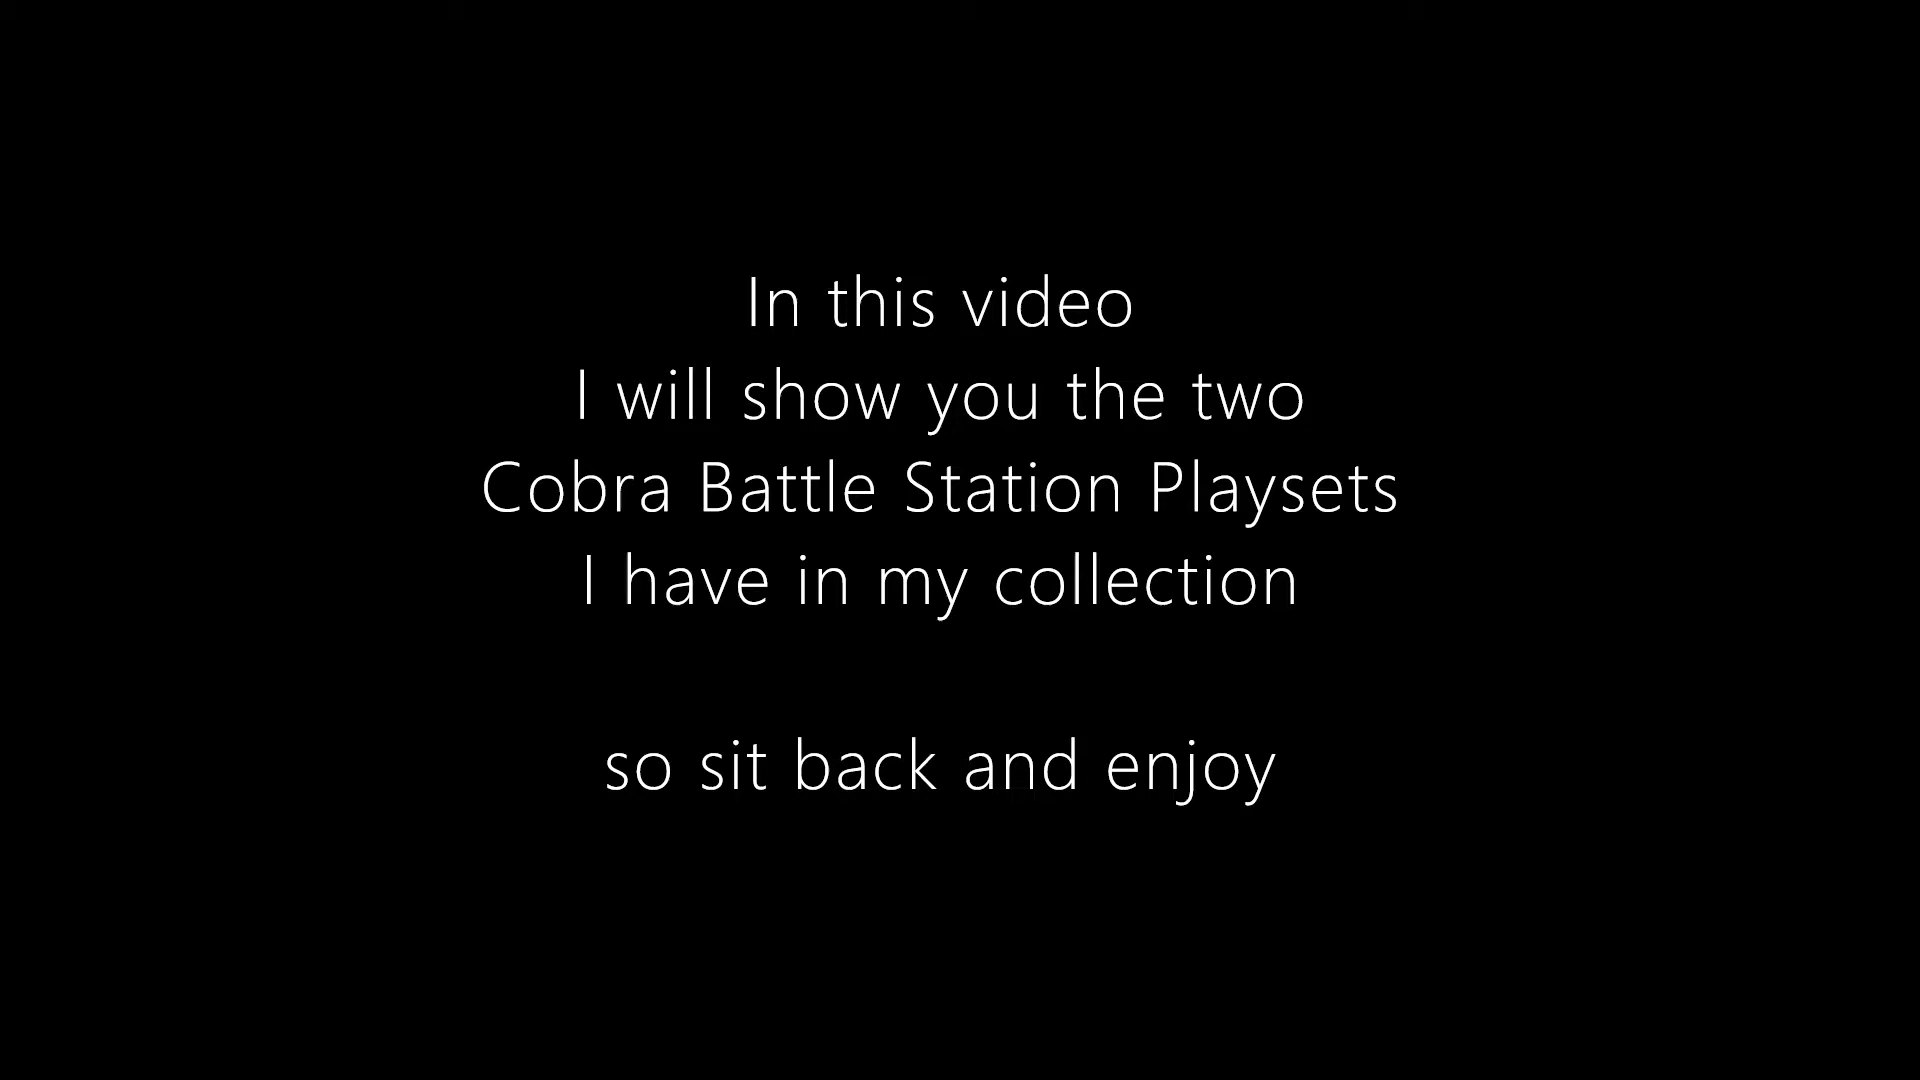 In this video
I will show you the two
Cobra Battle Station Playsets
I have in my collection
so sit back and enjoy